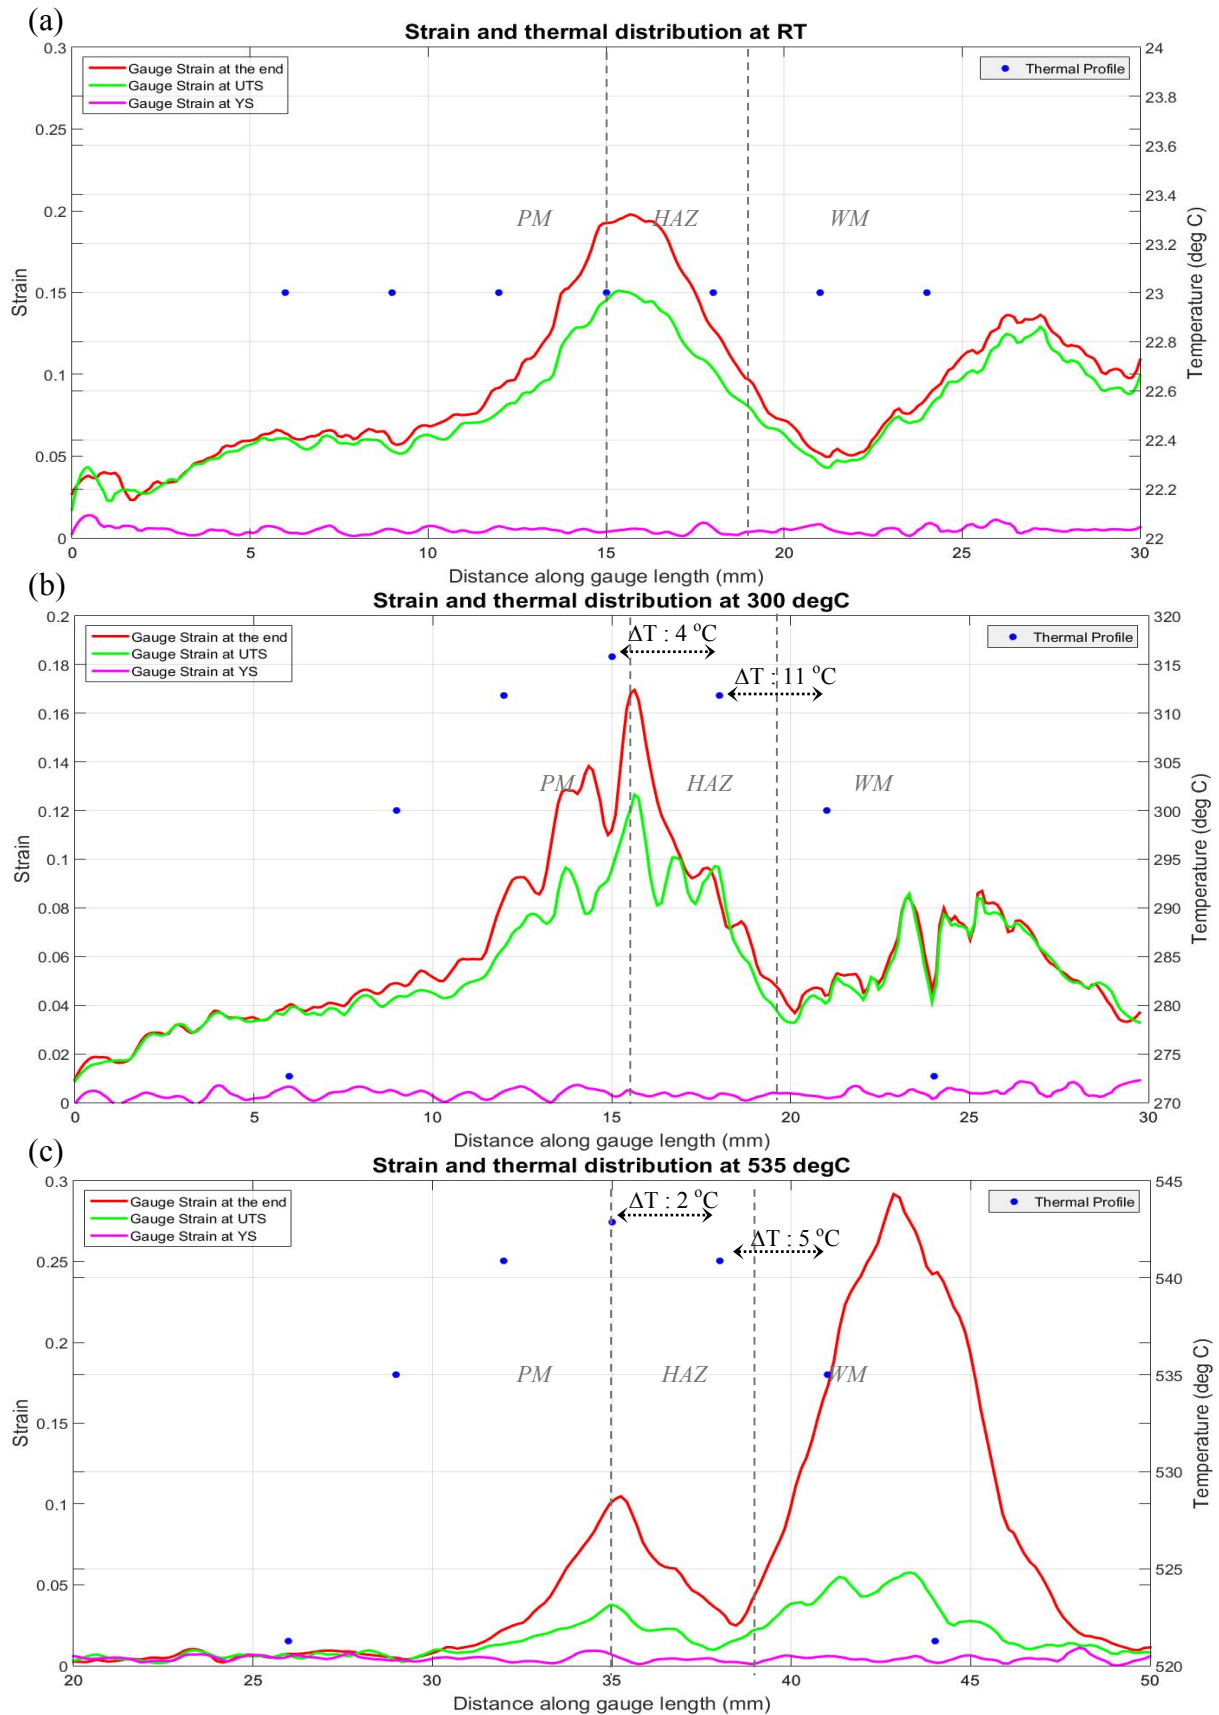 (a)
Strain and thermal distribution at RT
0.3
0.25
0.2
0.15
0.1
0.05
0
Strain
Gauge Strain at the end
Gauge Strain at UTS
Gauge Strain at YS
Thermal Profile
PM
HAZ
WM
24
23.8
23.6
23.4
23.2
23
22.8
22.6
22.4
22.2
22
Temperature (deg C)
0 5 10 15 20 25 30
Distance along gauge length (mm)
(b)
Strain and thermal distribution at 300 degC
0.2
0.18
0.16
0.14
0.12
0.1
0.08
0.06
0.04
0.02
0
Strain
Gauge Strain at the end
Gauge Strain at UTS
Gauge Strain at YS
ΔT : 4 °C
ΔT : 11 °C
Thermal Profile
PM
HAZ
WM
320
315
310
305
300
295
290
285
280
275
270
Temperature (deg C)
0 5 10 15 20 25 30
Distance along gauge length (mm)
(c)
Strain and thermal distribution at 535 degC
0.3
0.25
0.2
0.15
0.1
0.05
0
Strain
Gauge Strain at the end
Gauge Strain at UTS
Gauge Strain at YS
ΔT : 2 °C
ΔT : 5 °C
Thermal Profile
PM
HAZ
WM
545
540
535
530
525
520
Temperature (deg C)
20 25 30 35 40 45 50
Distance along gauge length (mm)